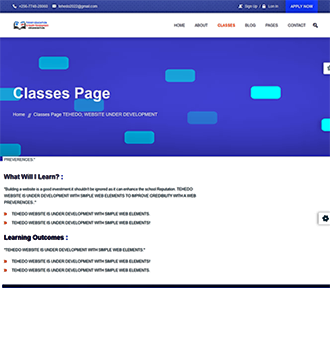 tehedo2022@gmail.com
Sign Up / Log in
APPLY NOW
HOME
ABOUT
CLASSES
BLOG
PAGES
CONTACT
Classes Page
Home // Classes Page TEHEDO, WEBSITE UNDER DEVELOPMENT
PREVERENCES."
What Will I Learn? :
"Building a website is a good investment it shouldn't be ignored as it can enhance the school Reputation. TEHEDO
WEBSITE IS UNDER DEVELOPMENT WITH SIMPLE WEB ELEMENTS TO IMPROVE CREDIBILITY WITH A WEB
PREVERENCES. "
TEHEDO WEBSITE IS UNDER DEVELOPMENT WITH SIMPLE WEB ELEMENTS.
TEHEDO WEBSITE IS UNDER DEVELOPMENT WITH SIMPLE WEB ELEMENTS!
Learning Outcomes :
"TEHEDO WEBSITE IS UNDER DEVELOPMENT WITH SIMPLE WEB ELEMENTS."
TEHEDO WEBSITE IS UNDER DEVELOPMENT WITH SIMPLE WEB ELEMENTS!
TEHEDO WEBSITE IS UNDER DEVELOPMENT WITH SIMPLE WEB ELEMENTS.